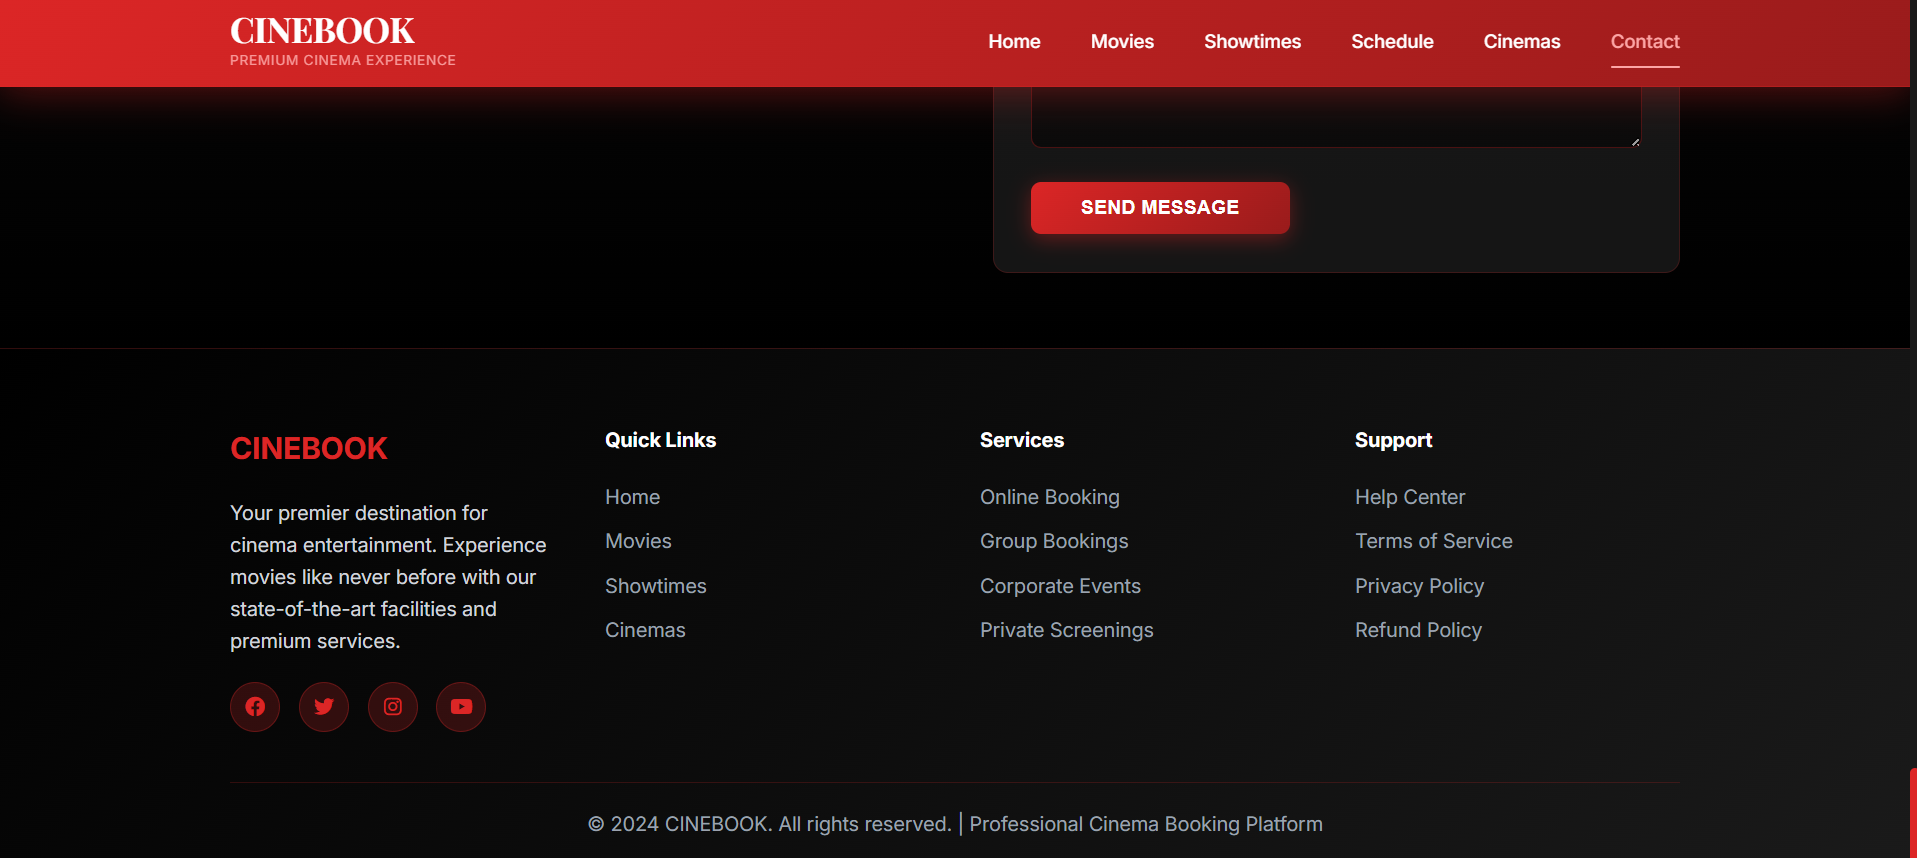 CINEBOOK
PREMIUM CINEMA EXPERIENCE
Home
Movies
Showtimes
Schedule
Cinemas
Contact
SEND MESSAGE
CINEBOOK
Your premier destination for
cinema entertainment. Experience
movies like never before with our
state-of-the-art facilities and
premium services.
Quick Links
Home
Movies
Showtimes
Cinemas
Services
Online Booking
Group Bookings
Corporate Events
Private Screenings
Support
Help Center
Terms of Service
Privacy Policy
Refund Policy
© 2024 CINEBOOK. All rights reserved. | Professional Cinema Booking Platform